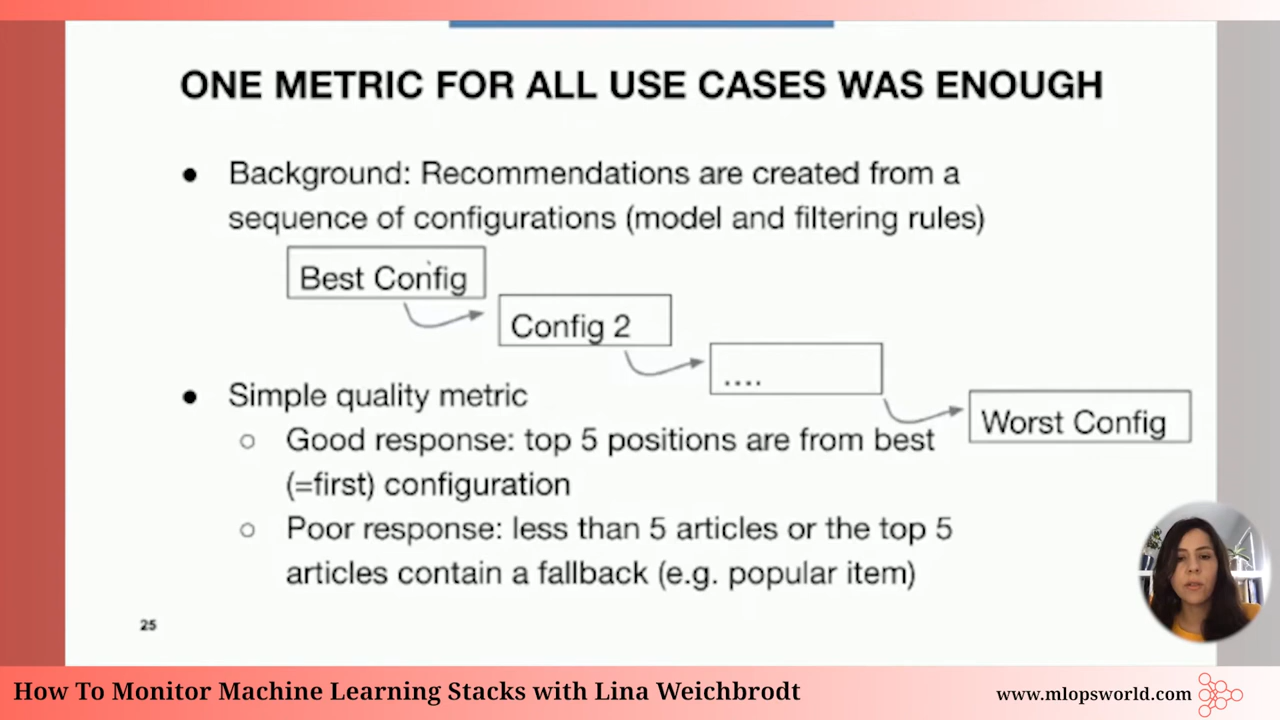 ONE METRIC FOR ALL USE CASES WAS ENOUGH
● Background: Recommendations are created from a
sequence of configurations (model and filtering rules)
Best Config
Config 2
....
Worst Config
● Simple quality metric
○ Good response: top 5 positions are from best
(=first) configuration
○ Poor response: less than 5 articles or the top 5
articles contain a fallback (e.g. popular item)
25
How To Monitor Machine Learning Stacks with Lina Weichbrodt
www.mlopsworld.com